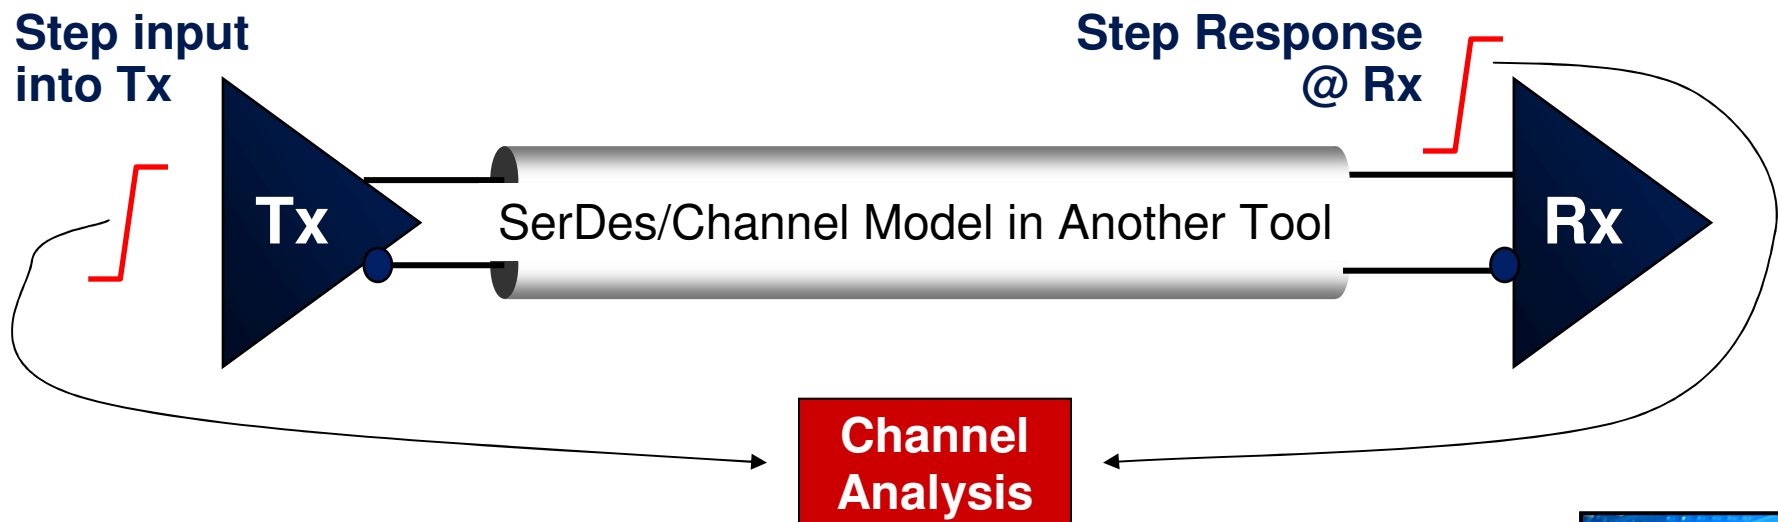 Step input
into Tx
Step Response
@ Rx
Tx
SerDes/Channel Model in Another Tool
Rx
Channel
Analysis